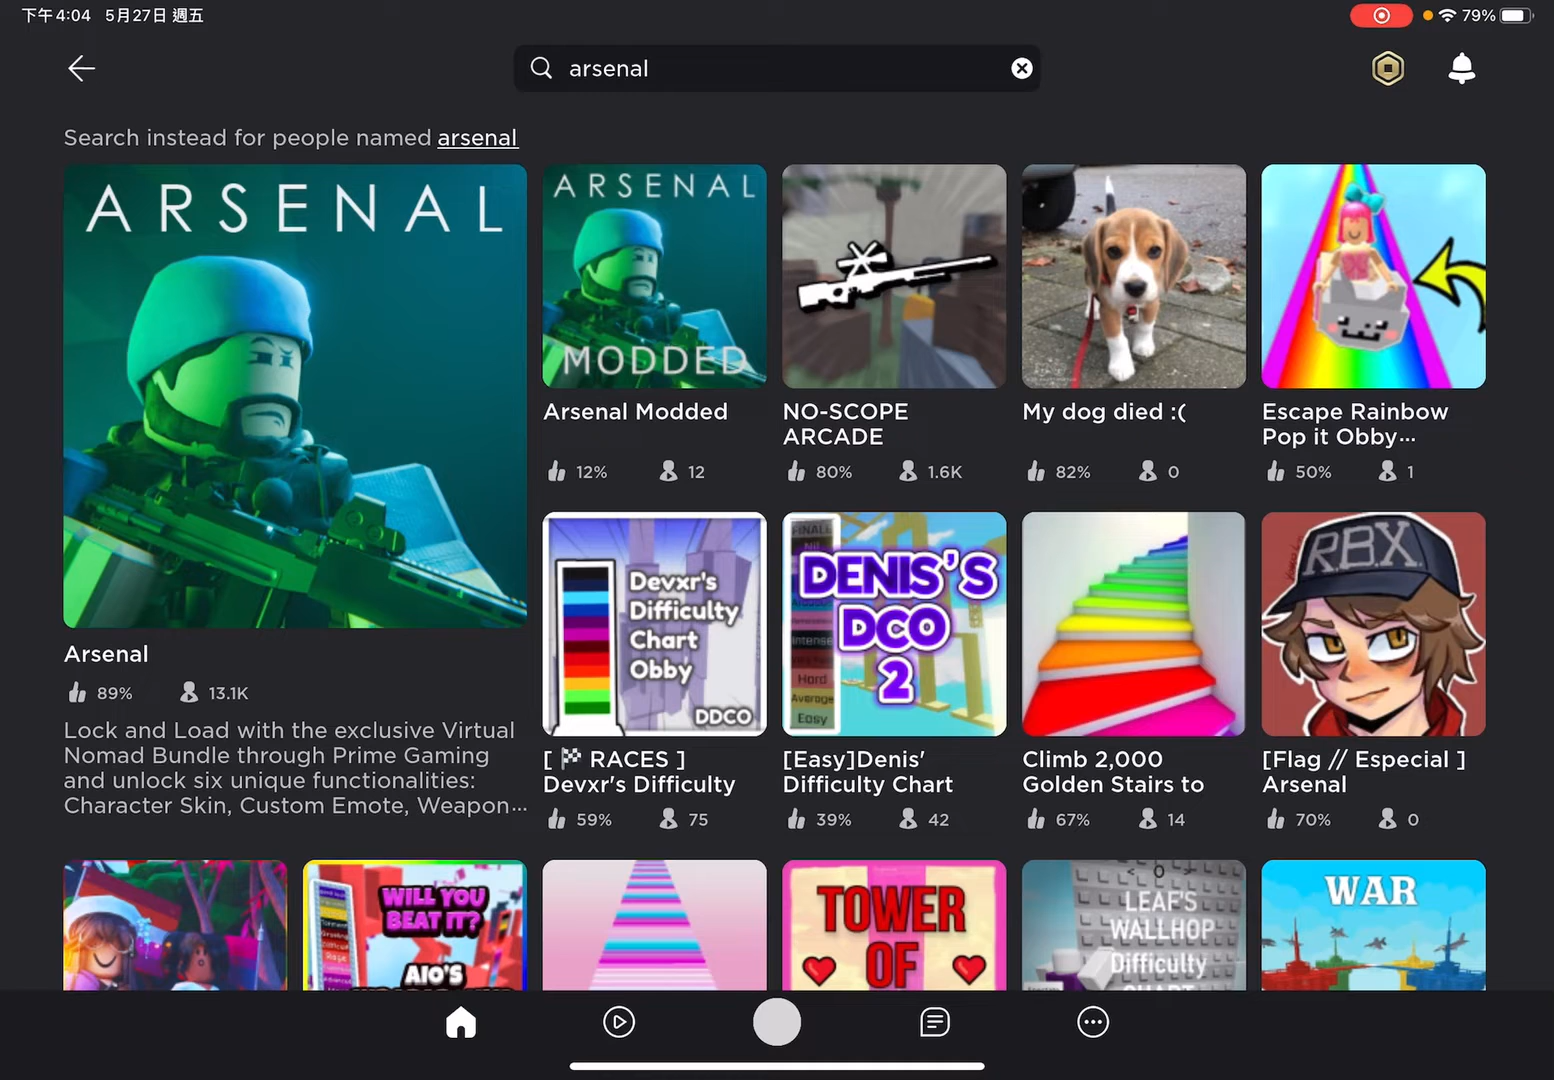 下午4:04 5月27日 週五
79%
arsenal
Search instead for people named arsenal
ARSENAL
Arsenal
89% 13.1K
Lock and Load with the exclusive Virtual
Nomad Bundle through Prime Gaming
and unlock six unique functionalities:
Character Skin, Custom Emote, Weapon...
ARSENAL
MODDED
Arsenal Modded
12% 12
NO-SCOPE
ARCADE
80% 1.6K
My dog died :(
82% 0
Escape Rainbow
Pop it Obby...
50% 1
Devxr's
Difficulty
Chart
Obby
DDCO
[ 🏁 RACES ]
Devxr's Difficulty
59% 75
DENIS'S
DCO
2
Intense
Hard
Average
Easy
[Easy]Denis'
Difficulty Chart
39% 42
Climb 2,000
Golden Stairs to
67% 14
RBX
[Flag // Especial ]
Arsenal
70% 0
WILL YOU
BEAT IT?
AIO'S
TOWER
OF
LEAF'S
WALLHOP
Difficulty
WAR